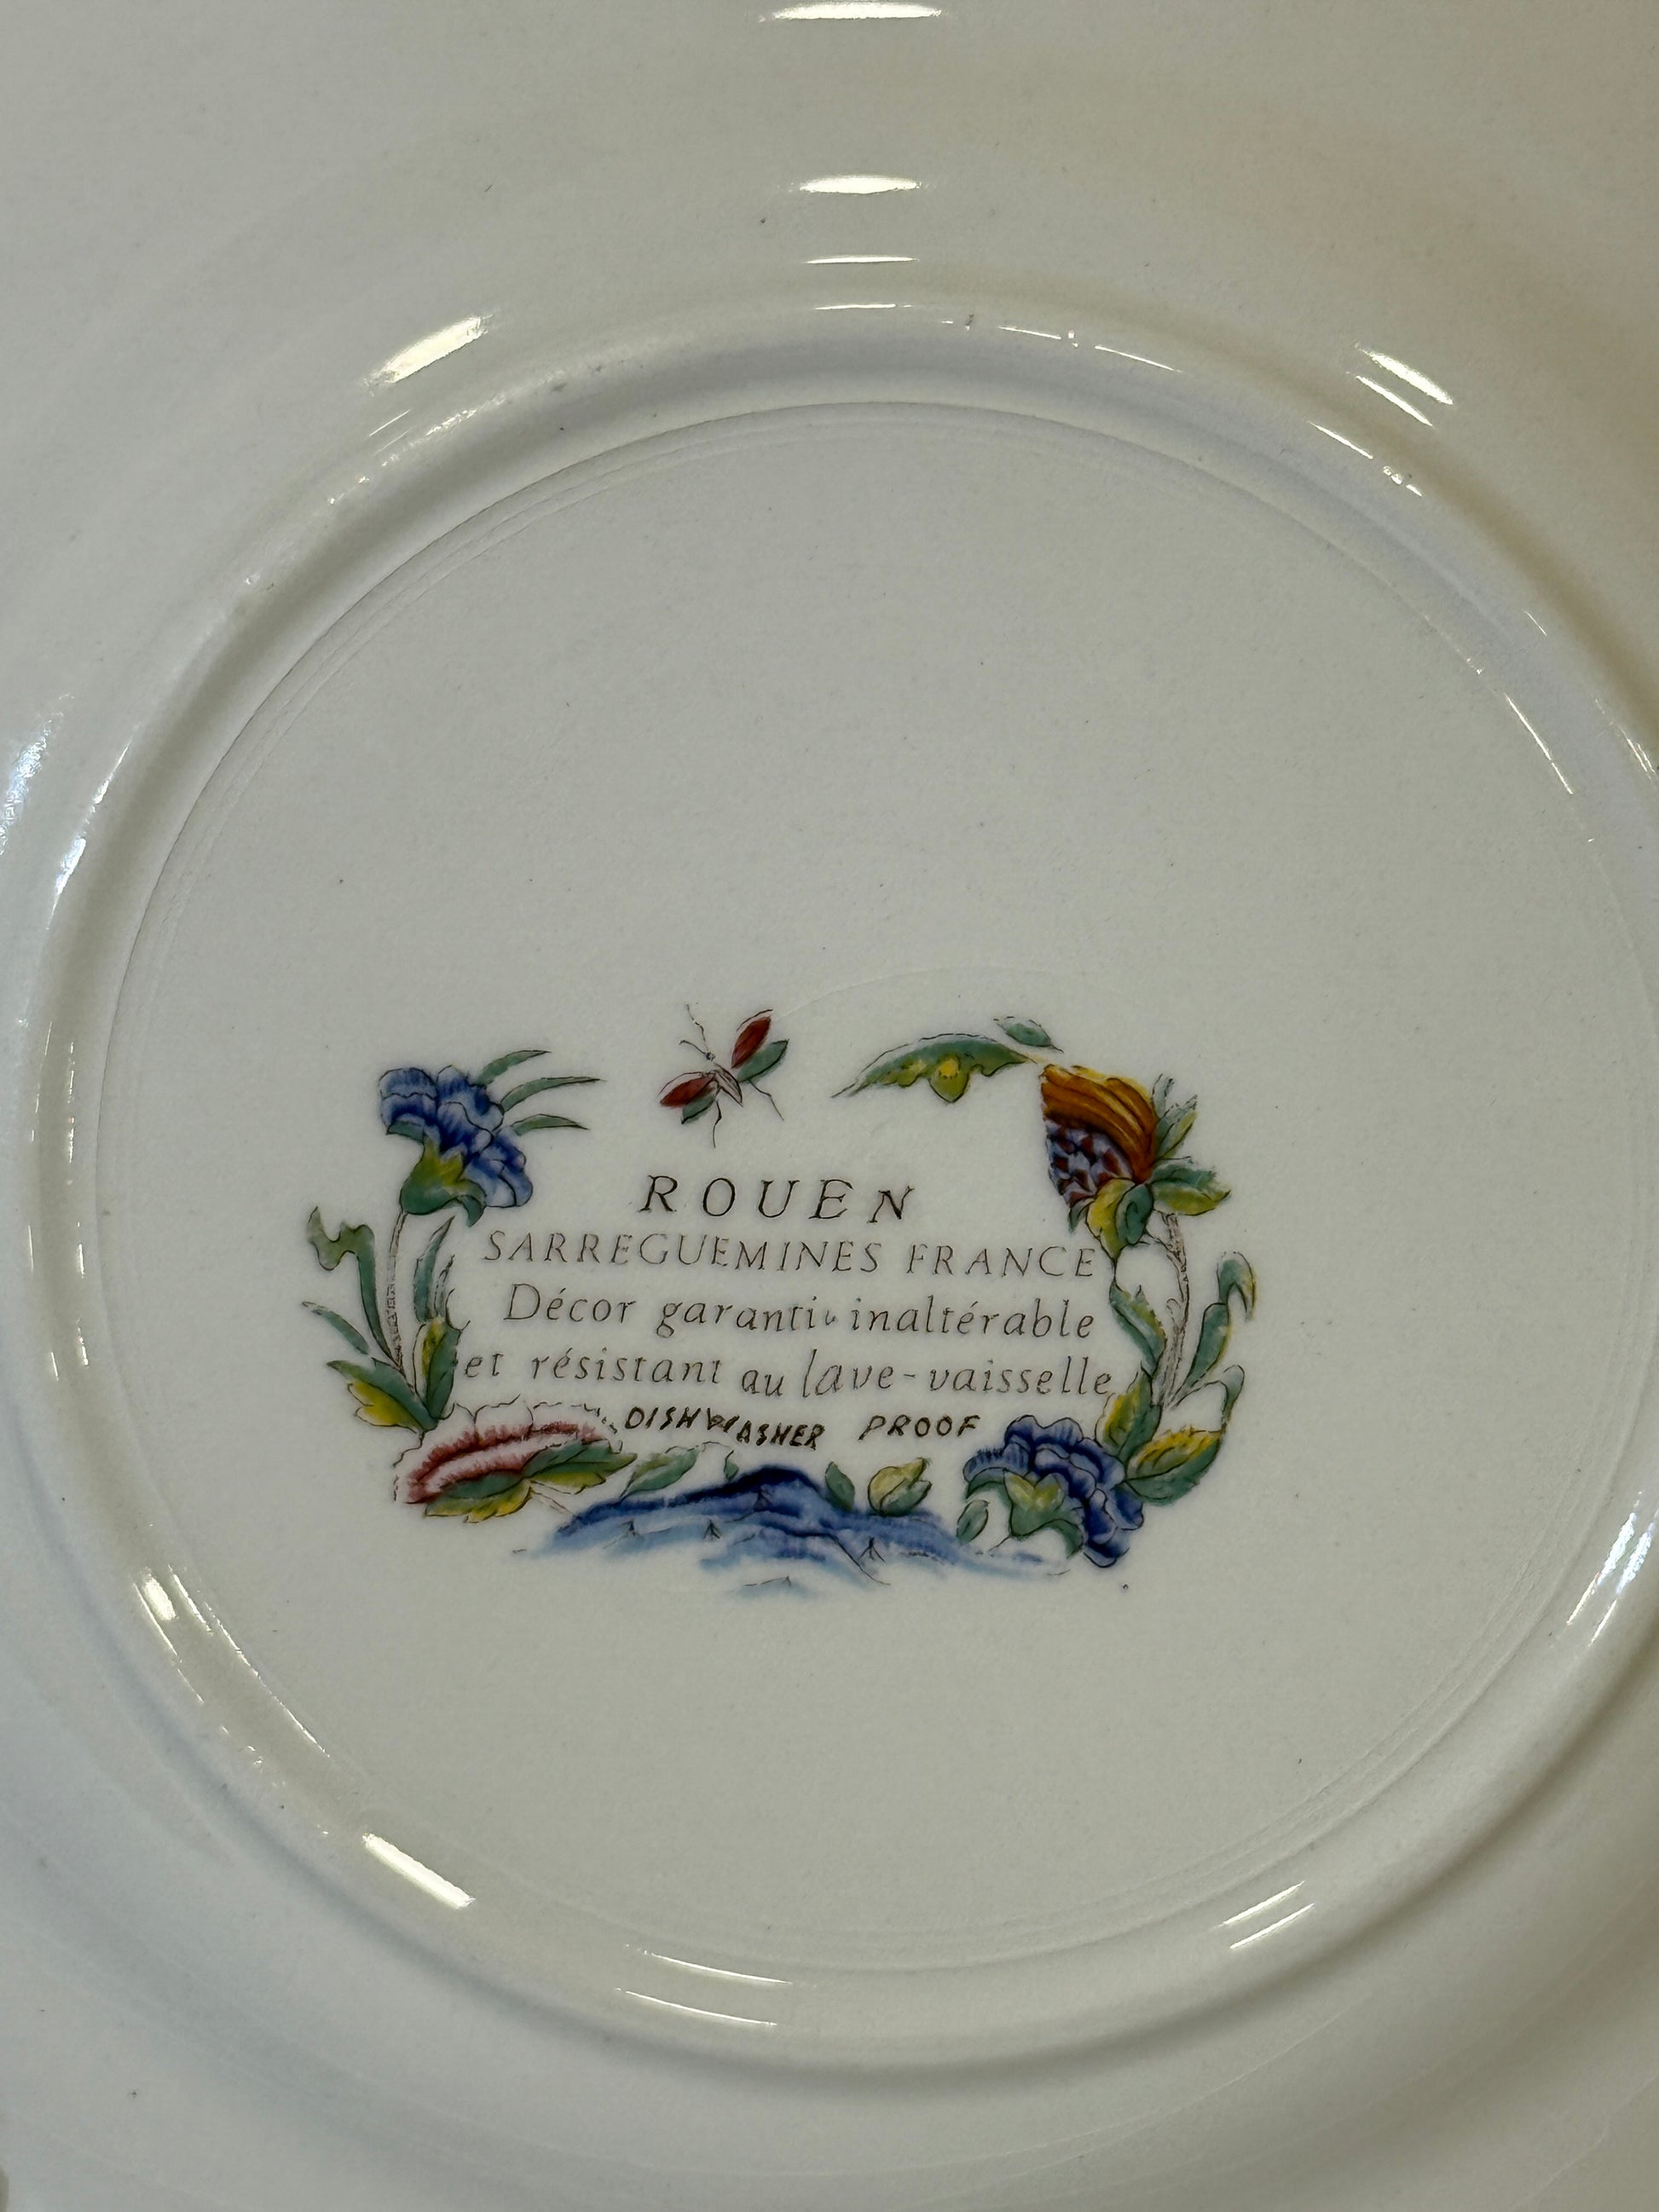 ROUEN
SARREGUEMINES FRANCE
Décor garanti inaltérable
et résistant au lave-vaisselle
DISHWASHER PROOF